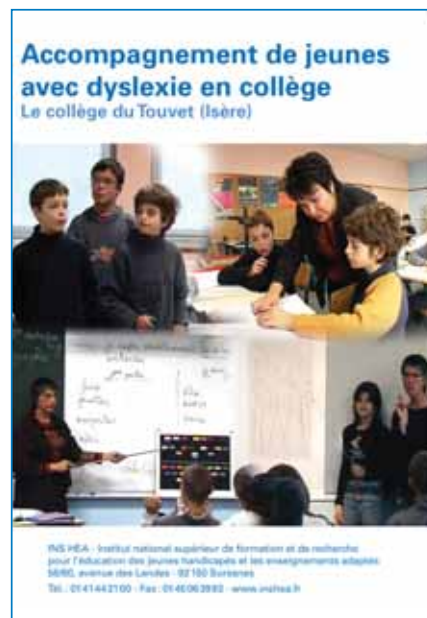 Accompagnement de jeunes
avec dyslexie en collège
Le collège du Touvet (Isère)
INS HEA - Institut national supérieur de formation et de recherche
pour l'éducation des jeunes handicapés et les enseignements adaptés
58/60, avenue des Landes - 92150 Suresnes
Tél. : 0141443100 - Fax : 0145063993 - www.inshea.fr